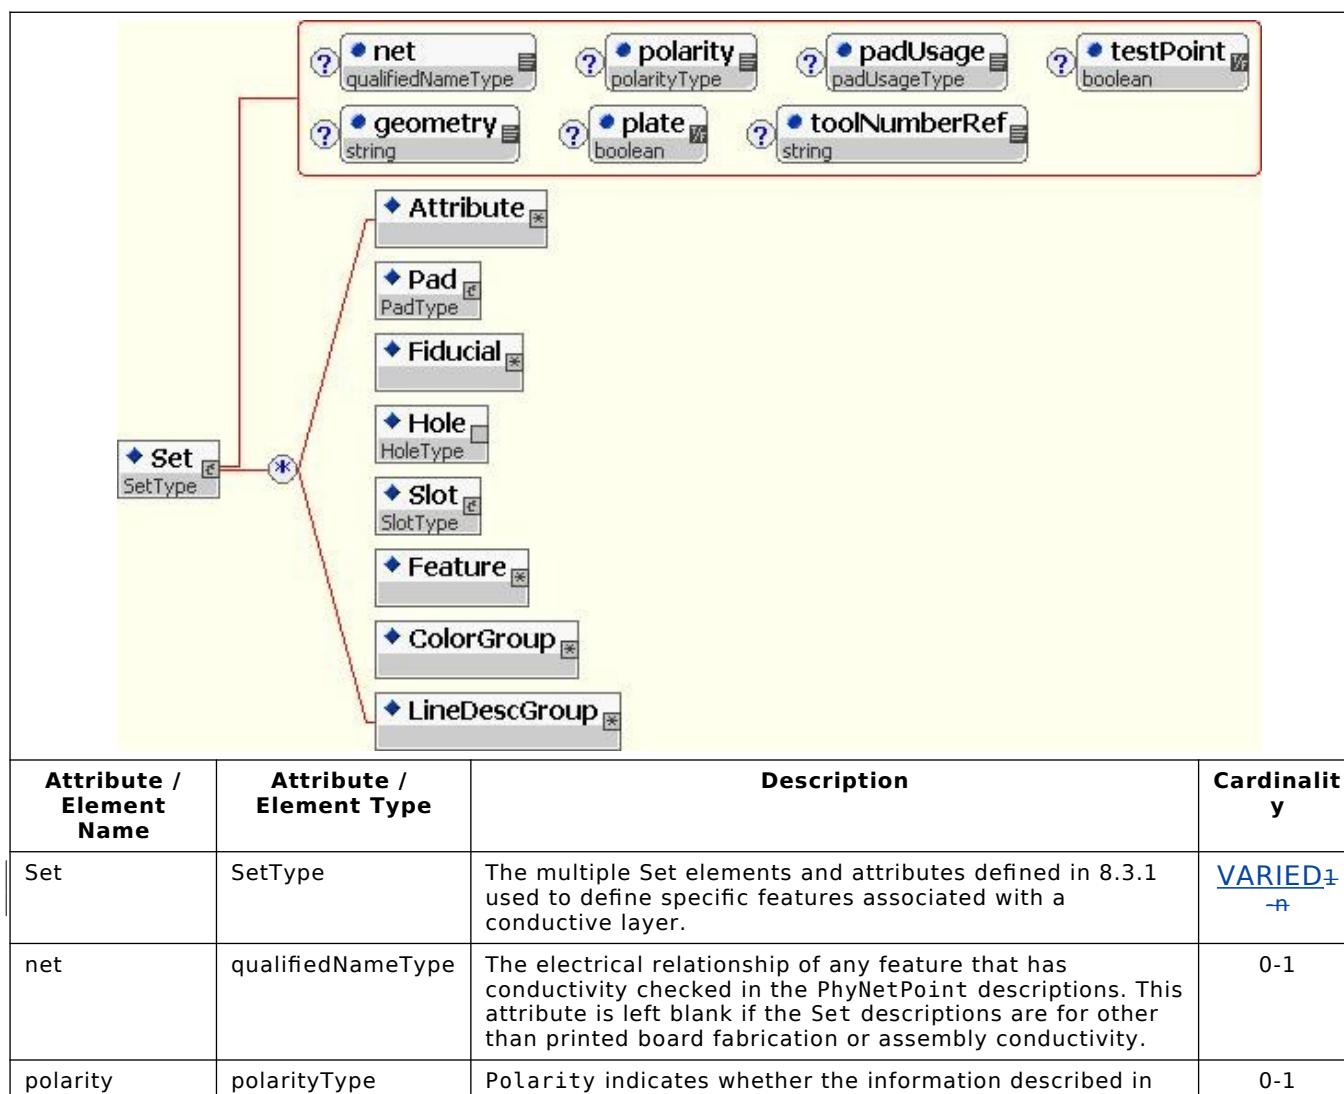 ? net qualifiedNameType
? polarity polarityType
? padUsage padUsageType
? testPoint T/F boolean
? geometry string
? plate T/F boolean
? toolNumberRef string
Attribute
Pad
PadType
Fiducial
Hole
HoleType
Set
SetType
Slot
SlotType
Feature
ColorGroup
LineDescGroup
Attribute /
Element
Name
Attribute /
Element Type
Description
Cardinalit
y
Set
SetType
The multiple Set elements and attributes defined in 8.3.1
used to define specific features associated with a
conductive layer.
VARIED1
-n
net
qualifiedNameType
The electrical relationship of any feature that has
conductivity checked in the PhyNetPoint descriptions. This
attribute is left blank if the Set descriptions are for other
than printed board fabrication or assembly conductivity.
0-1
polarity
polarityType
Polarity indicates whether the information described in
0-1